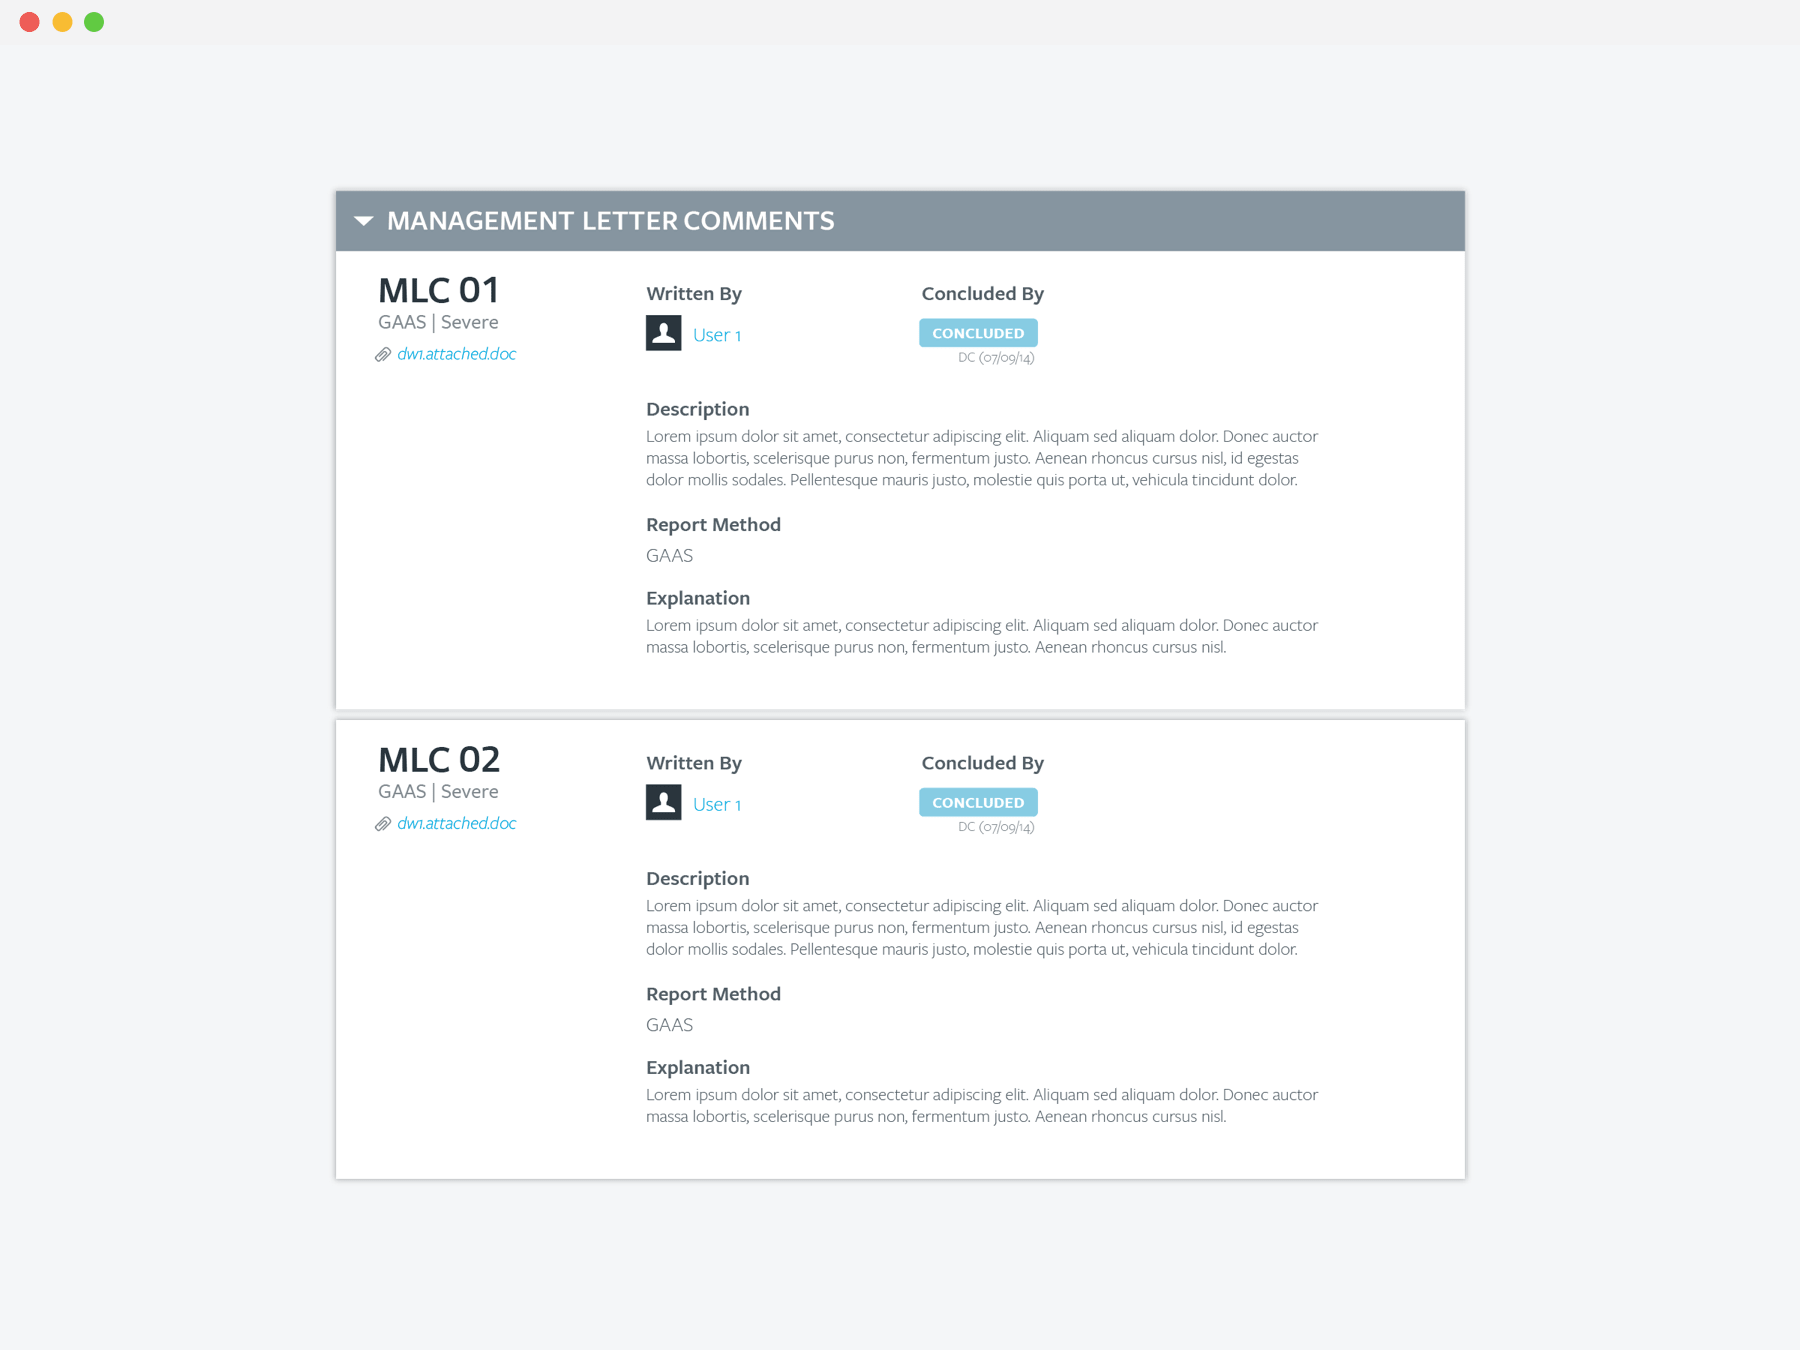 MANAGEMENT LETTER COMMENTS
MLC 01
GAAS | Severe
dw1.attached.doc
Written By
User 1
Concluded By
CONCLUDED
DC (07/09/14)
Description
Lorem ipsum dolor sit amet, consectetur adipiscing elit. Aliquam sed aliquam dolor. Donec auctor
massa lobortis, scelerisque purus non, fermentum justo. Aenean rhoncus cursus nisl, id egestas
dolor mollis sodales. Pellentesque mauris justo, molestie quis porta ut, vehicula tincidunt dolor.
Report Method
GAAS
Explanation
Lorem ipsum dolor sit amet, consectetur adipiscing elit. Aliquam sed aliquam dolor. Donec auctor
massa lobortis, scelerisque purus non, fermentum justo. Aenean rhoncus cursus nisl.
MLC 02
GAAS | Severe
dw1.attached.doc
Written By
User 1
Concluded By
CONCLUDED
DC (07/09/14)
Description
Lorem ipsum dolor sit amet, consectetur adipiscing elit. Aliquam sed aliquam dolor. Donec auctor
massa lobortis, scelerisque purus non, fermentum justo. Aenean rhoncus cursus nisl, id egestas
dolor mollis sodales. Pellentesque mauris justo, molestie quis porta ut, vehicula tincidunt dolor.
Report Method
GAAS
Explanation
Lorem ipsum dolor sit amet, consectetur adipiscing elit. Aliquam sed aliquam dolor. Donec auctor
massa lobortis, scelerisque purus non, fermentum justo. Aenean rhoncus cursus nisl.